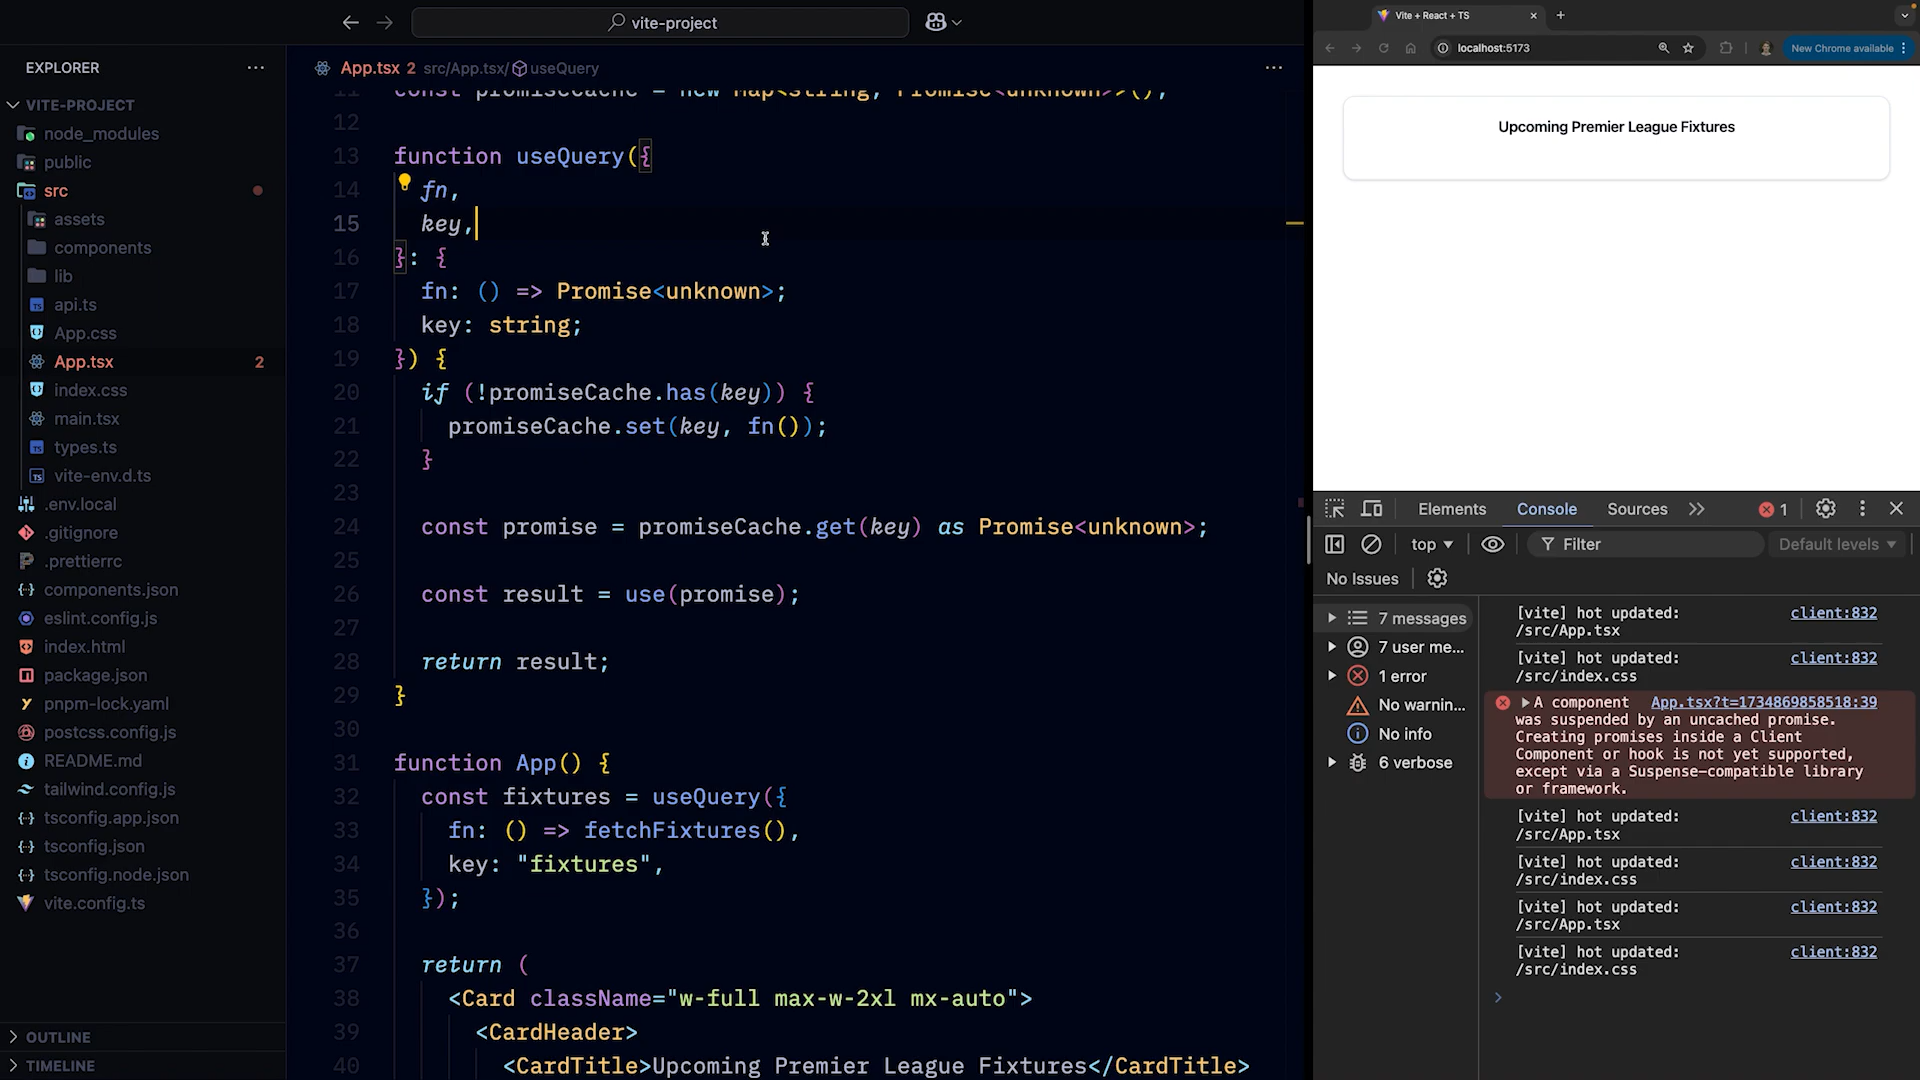 vite-project
EXPLORER
VITE-PROJECT
node_modules
public
src
assets
components
lib
api.ts
App.css
App.tsx
2
index.css
main.tsx
types.ts
vite-env.d.ts
.env.local
.gitignore
.prettierrc
components.json
eslint.config.js
index.html
package.json
pnpm-lock.yaml
postcss.config.js
README.md
tailwind.config.js
tsconfig.app.json
tsconfig.json
tsconfig.node.json
vite.config.ts
OUTLINE
TIMELINE
App.tsx 2 src/App.tsx/ useQuery
11 const promiseCache = new Map<string, Promise<unknown>>();
12
13 function useQuery({
14 fn,
15 key,
16 }: {
17 fn: () => Promise<unknown>;
18 key: string;
19 }) {
20 if (!promiseCache.has(key)) {
21 promiseCache.set(key, fn());
22 }
23
24 const promise = promiseCache.get(key) as Promise<unknown>;
25
26 const result = use(promise);
27
28 return result;
29 }
30
31 function App() {
32 const fixtures = useQuery({
33 fn: () => fetchFixtures(),
34 key: "fixtures",
35 });
36
37 return (
38 <Card className="w-full max-w-2xl mx-auto">
39 <CardHeader>
40 <CardTitle>Upcoming Premier League Fixtures</CardTitle>
Vite + React + TS
localhost:5173
New Chrome available
Upcoming Premier League Fixtures
Elements Console Sources 1
top Filter Default levels
No Issues
7 messages
7 user me...
1 error
No warnin...
No info
6 verbose
[vite] hot updated: client:832
/src/App.tsx
[vite] hot updated: client:832
/src/index.css
A component App.tsx?t=1734869858518:39
was suspended by an uncached promise.
Creating promises inside a Client
Component or hook is not yet supported,
except via a Suspense-compatible library
or framework.
[vite] hot updated: client:832
/src/App.tsx
[vite] hot updated: client:832
/src/index.css
[vite] hot updated: client:832
/src/App.tsx
[vite] hot updated: client:832
/src/index.css